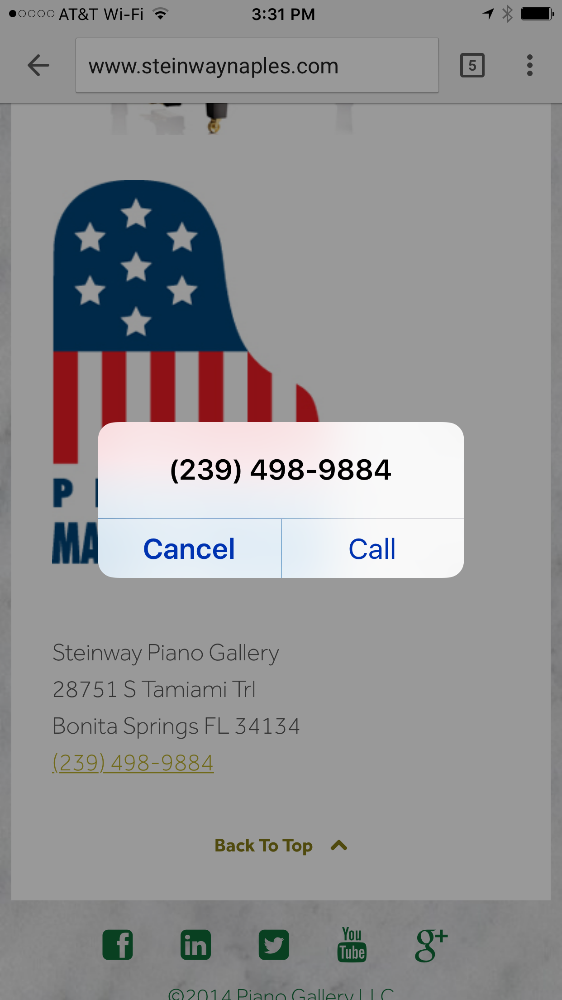 AT&T Wi-Fi 3:31 PM
www.steinwaynaples.com 5
(239) 498-9884
Cancel Call
P
MA
Steinway Piano Gallery
28751 S Tamiami Trl
Bonita Springs FL 34134
(239) 498-9884
Back To Top
f in You Tube g+
©2014 Piano Gallery LLC